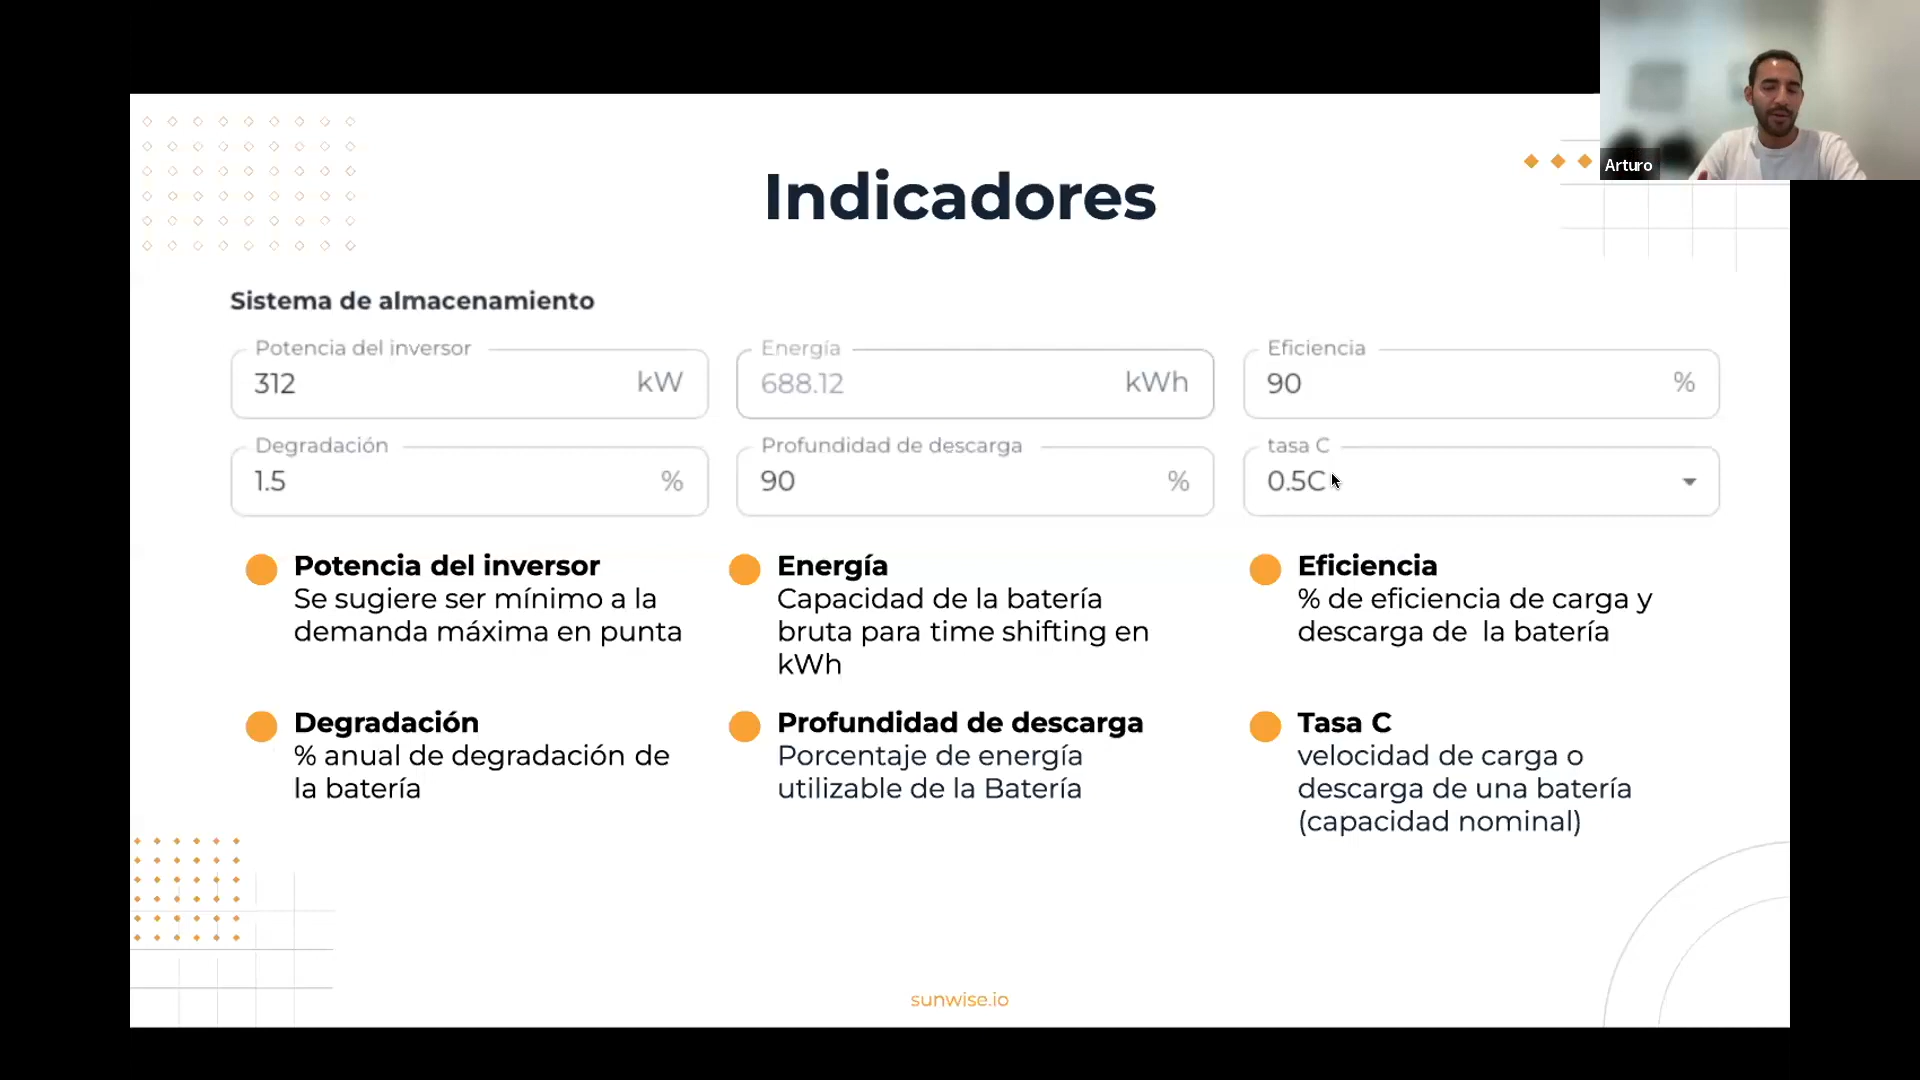 Arturo
Indicadores
Sistema de almacenamiento
Potencia del inversor
312 kW
Energía
688.12 kWh
Eficiencia
90 %
Degradación
1.5 %
Profundidad de descarga
90 %
tasa C
0.5C
Potencia del inversor
Se sugiere ser mínimo a la
demanda máxima en punta
Energía
Capacidad de la batería
bruta para time shifting en
kWh
Eficiencia
% de eficiencia de carga y
descarga de la batería
Degradación
% anual de degradación de
la batería
Profundidad de descarga
Porcentaje de energía
utilizable de la Batería
Tasa C
velocidad de carga o
descarga de una batería
(capacidad nominal)
sunwise.io